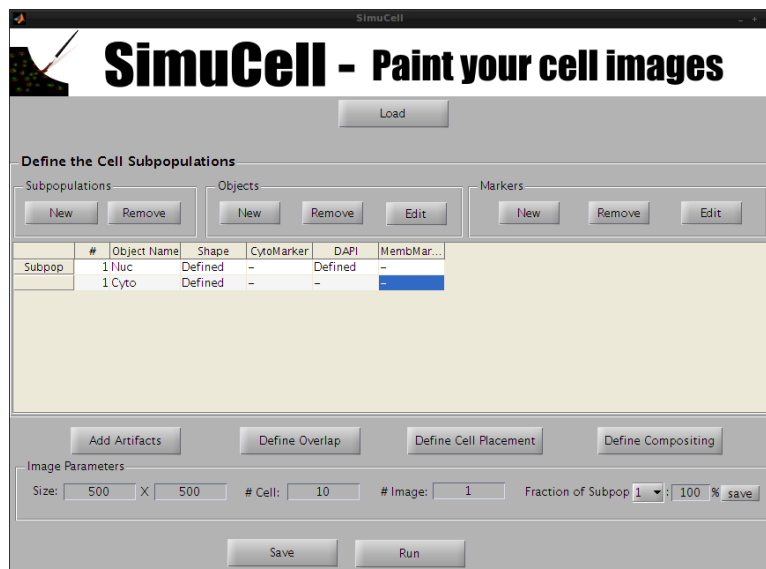 SimuCell
SimuCell - Paint your cell images
Load
Define the Cell Subpopulations
Subpopulations Objects Markers
New Remove New Remove Edit New Remove Edit
# Object Name Shape CytoMarker DAPI MembMar...
Subpop 1 Nuc Defined – Defined –
1 Cyto Defined – – –
Add Artifacts Define Overlap Define Cell Placement Define Compositing
Image Parameters
Size: 500 X 500 # Cell: 10 # Image: 1 Fraction of Subpop 1 : 100 % save
Save Run